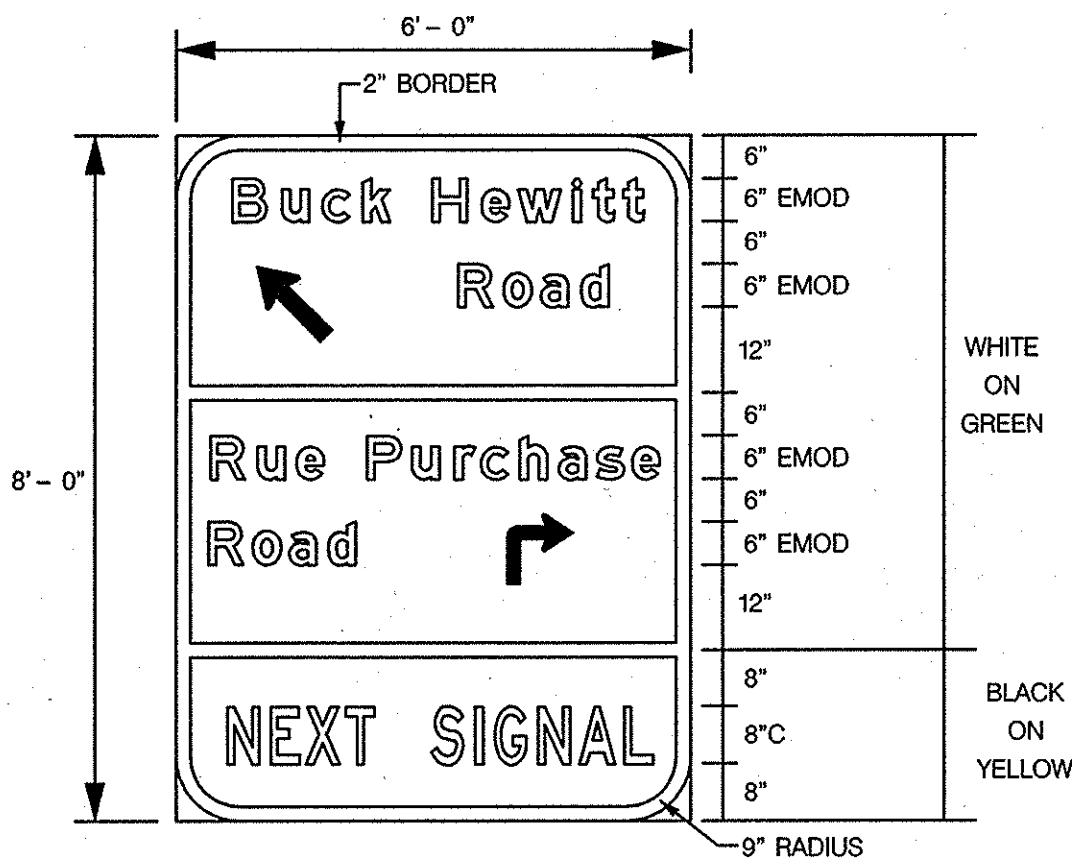 6' – 0"
2" BORDER
8' – 0"
Buck Hewitt
Road
Rue Purchase
Road
NEXT SIGNAL
6"
6" EMOD
6"
6" EMOD
12"
6"
6" EMOD
6"
6" EMOD
12"
8"
8"C
8"
WHITE
ON
GREEN
BLACK
ON
YELLOW
9" RADIUS